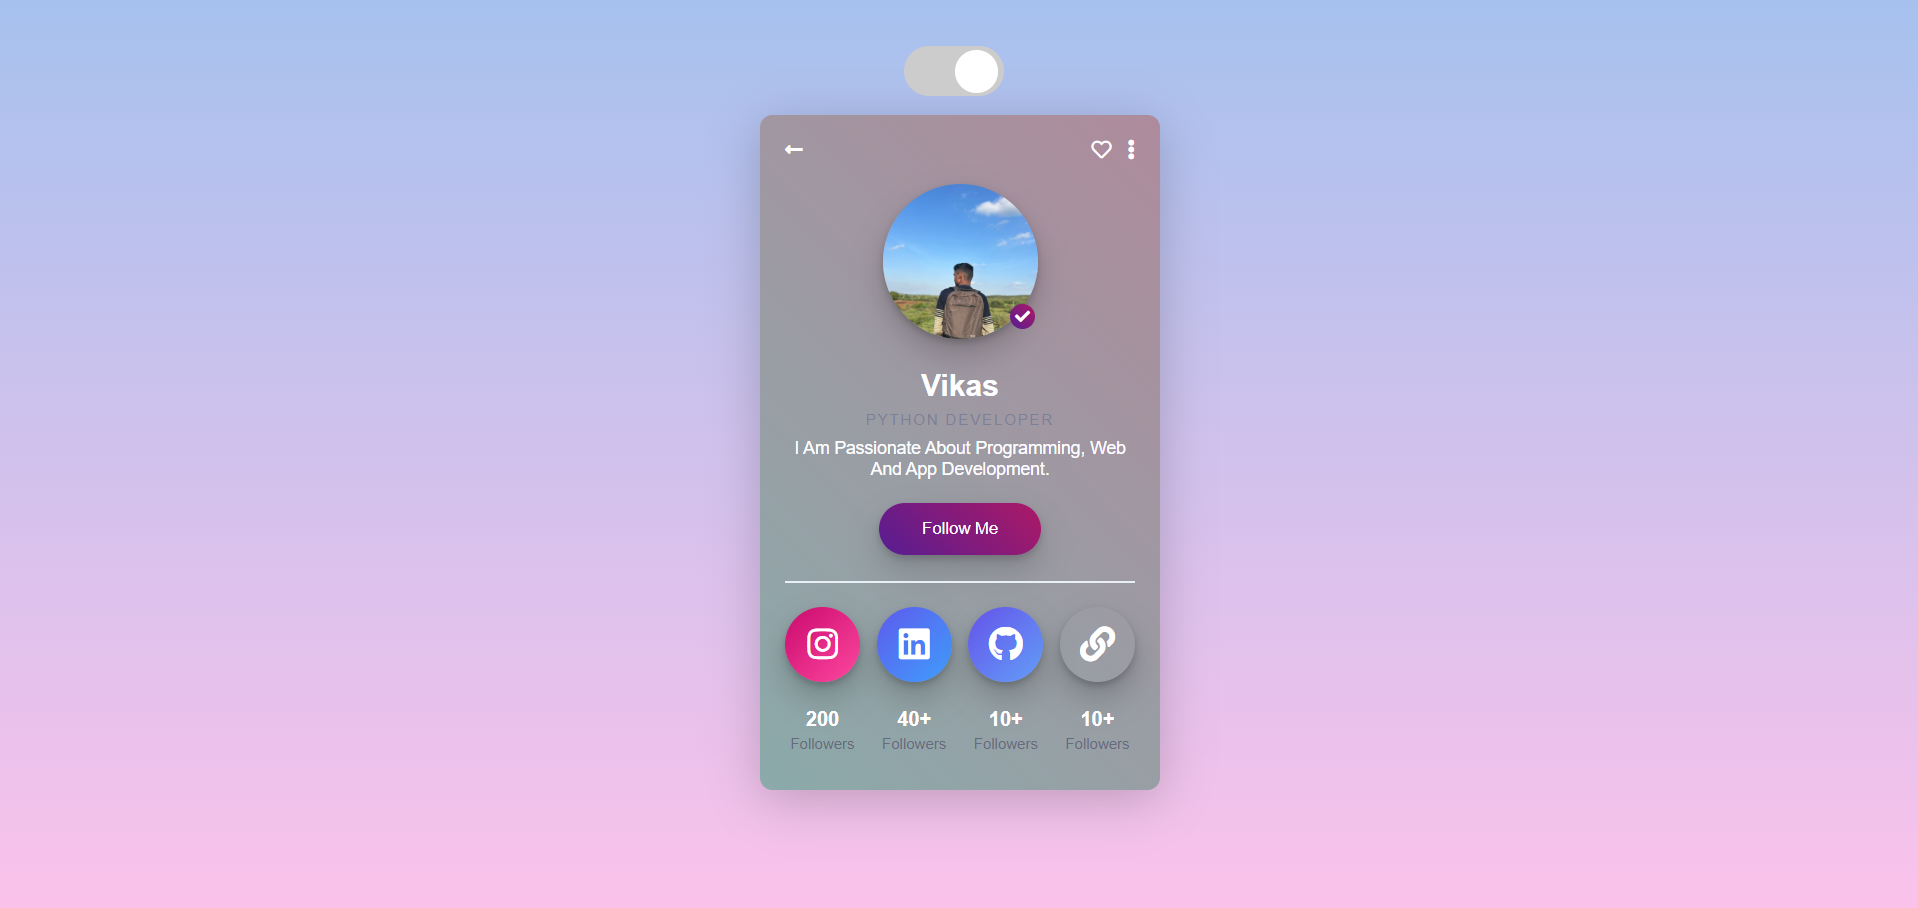 Vikas
PYTHON DEVELOPER
I Am Passionate About Programming, Web
And App Development.
Follow Me
200 40+ 10+ 10+
Followers Followers Followers Followers